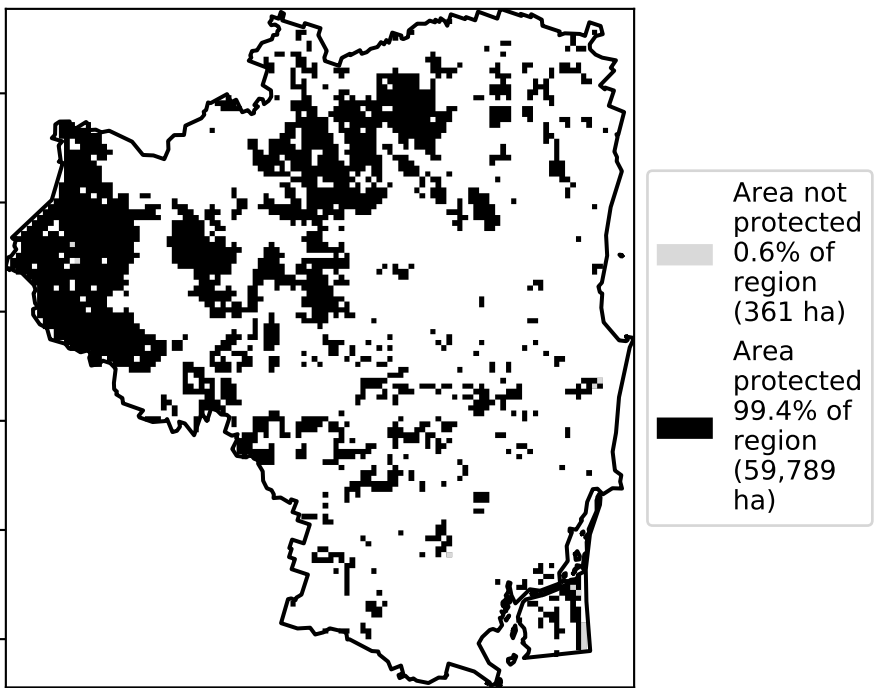 Area not
protected
0.6% of
region
(361 ha)
Area
protected
99.4% of
region
(59,789
ha)